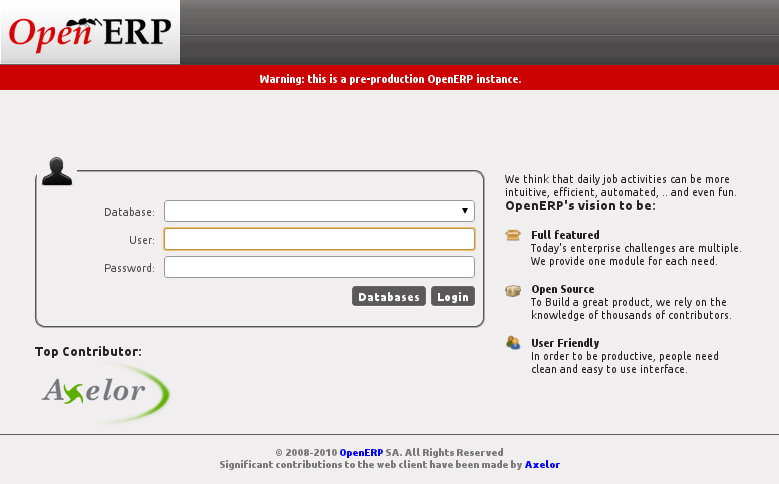 Open ERP
Warning: this is a pre-production OpenERP instance.
Database:
User:
Password:
Databases Login
Top Contributor:
Axelor
We think that daily job activities can be more
intuitive, efficient, automated, .. and even fun.
OpenERP's vision to be:
Full featured
Today's enterprise challenges are multiple.
We provide one module for each need.
Open Source
To Build a great product, we rely on the
knowledge of thousands of contributors.
User Friendly
In order to be productive, people need
clean and easy to use interface.
© 2008-2010 OpenERP SA. All Rights Reserved
Significant contributions to the web client have been made by Axelor